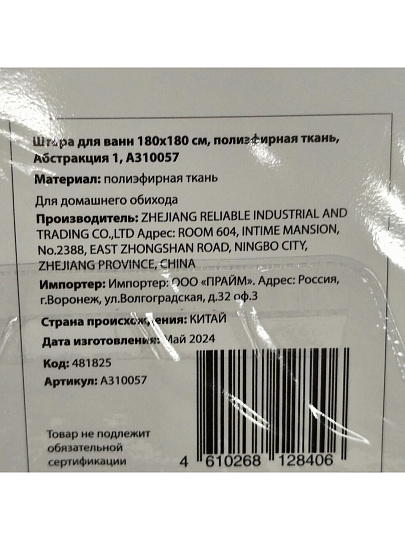 Штора для ванн 180х180 см, полиэфирная ткань,
Абстракция 1, А310057
Материал: полиэфирная ткань
Для домашнего обихода
Производитель: ZHEJIANG RELIABLE INDUSTRIAL AND
TRADING CO.,LTD Адрес: ROOM 604, INTIME MANSION,
No.2388, EAST ZHONGSHAN ROAD, NINGBO CITY,
ZHEJIANG PROVINCE, CHINA
Импортер: Импортер: ООО «ПРАЙМ». Адрес: Россия,
г.Воронеж, ул.Волгоградская, д.32 оф.3
Страна происхождения: КИТАЙ
Дата изготовления: Май 2024
Код: 481825
Артикул: А310057
Товар не подлежит
обязательной
сертификации
4 610268 128406